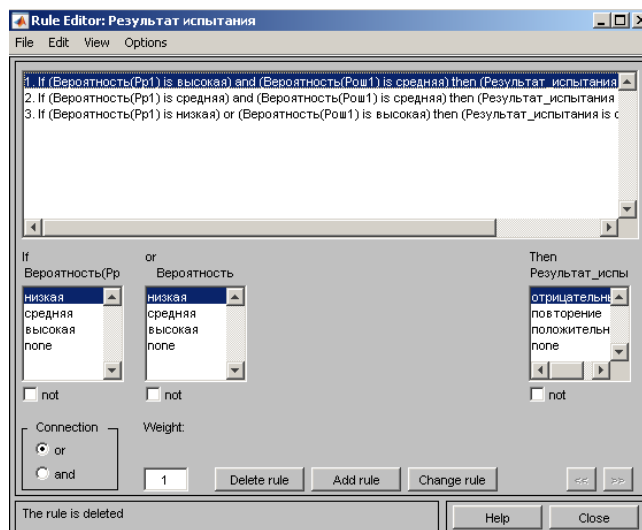 Rule Editor: Результат испытания
File Edit View Options
1. If (Вероятность(Pp1) is высокая) and (Вероятность(Рош1) is средняя) then (Результат_испытания
2. If (Вероятность(Pp1) is средняя) and (Вероятность(Рош1) is средняя) then (Результат_испытания
3. If (Вероятность(Pp1) is низкая) or (Вероятность(Рош1) is высокая) then (Результат_испытания is о
If
or
Then
Вероятность(Рр
Вероятность
Результат_испы
низкая
средняя
высокая
none
низкая
средняя
высокая
none
отрицательны
повторение
положительн
none
not
not
not
Connection
or
and
Weight:
1
Delete rule
Add rule
Change rule
<<
>>
The rule is deleted
Help
Close